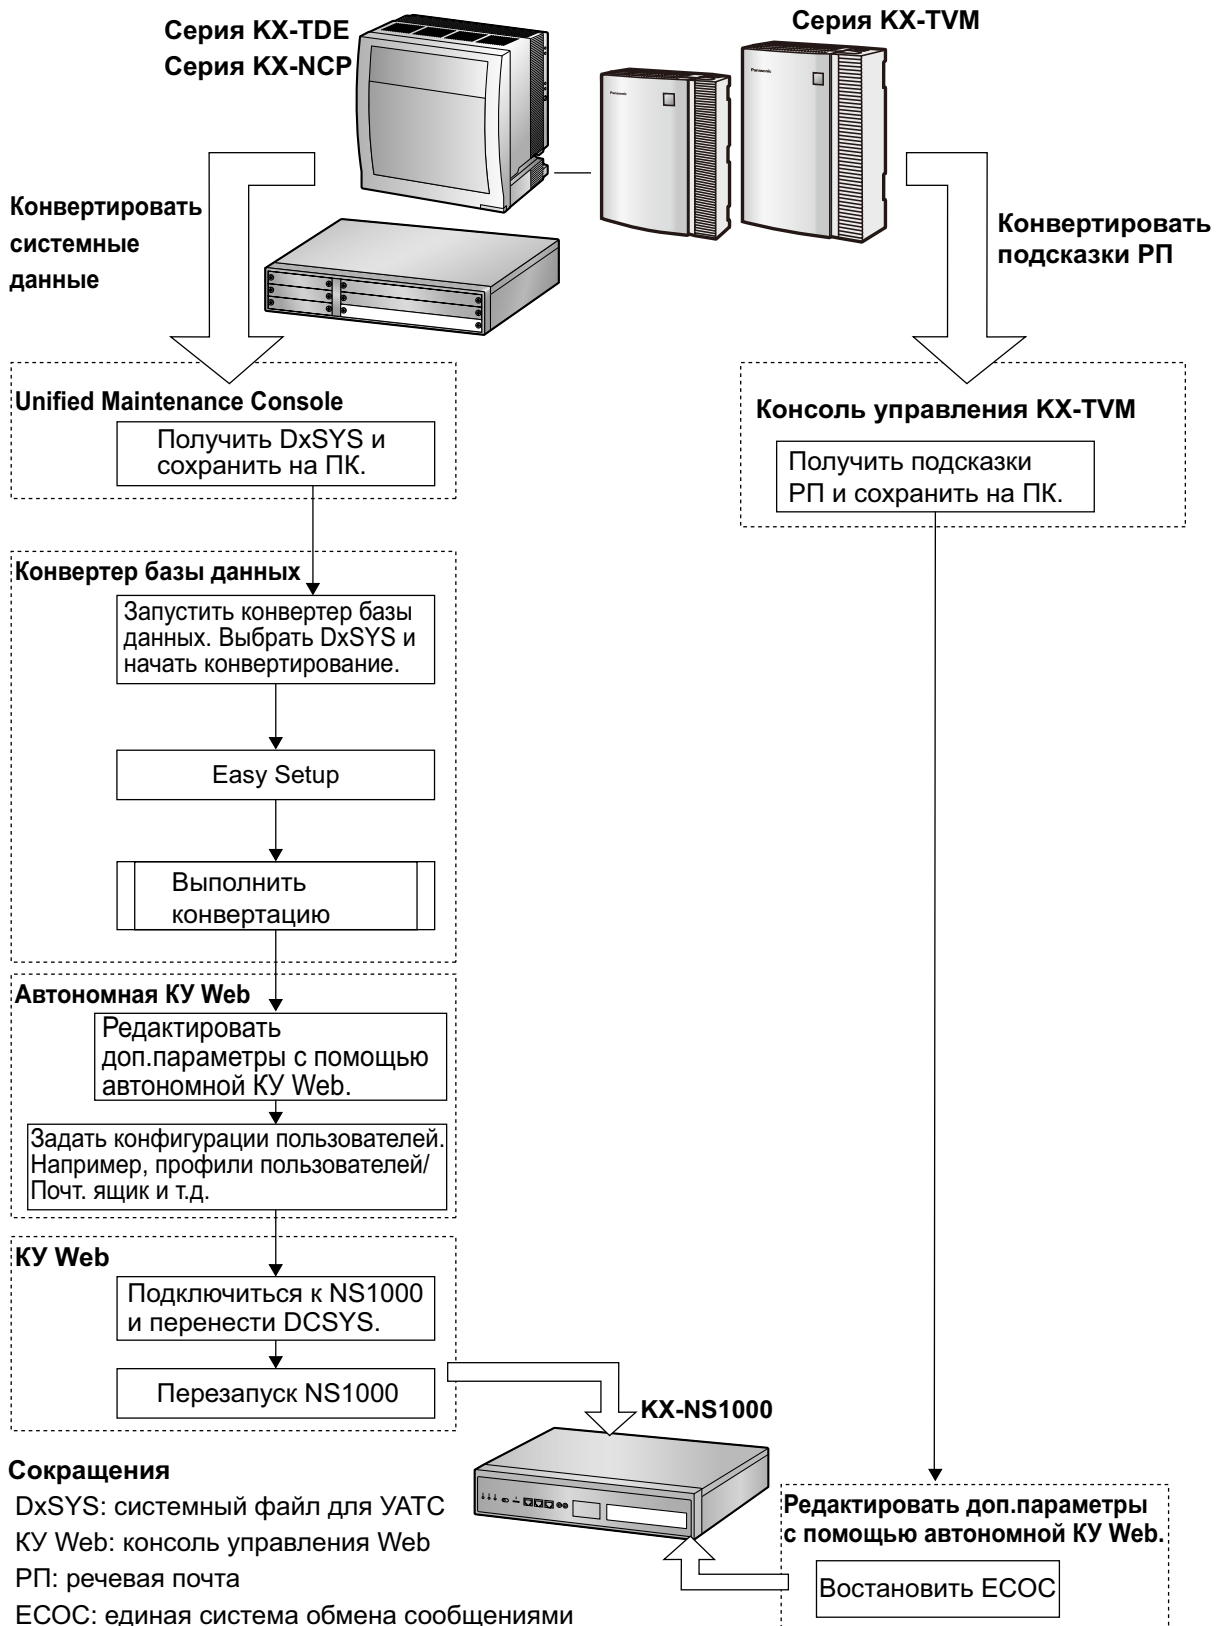 Серия KX-TDE
Серия KX-NCP
Серия KX-TVM
Panasonic
Panasonic
Конвертировать
системные
данные
Конвертировать
подсказки РП
Unified Maintenance Console
Получить DxSYS и
сохранить на ПК.
Консоль управления KX-TVM
Получить подсказки
РП и сохранить на ПК.
Конвертер базы данных
Запустить конвертер базы
данных. Выбрать DxSYS и
начать конвертирование.
Easy Setup
Выполнить
конвертацию
Автономная КУ Web
Редактировать
доп.параметры с помощью
автономной КУ Web.
Задать конфигурации пользователей.
Например, профили пользователей/
Почт. ящик и т.д.
КУ Web
Подключиться к NS1000
и перенести DCSYS.
Перезапуск NS1000
KX-NS1000
Сокращения
DxSYS: системный файл для УАТС
КУ Web: консоль управления Web
РП: речевая почта
ЕСОС: единая система обмена сообщениями
Редактировать доп.параметры
с помощью автономной КУ Web.
Востановить ЕСОС